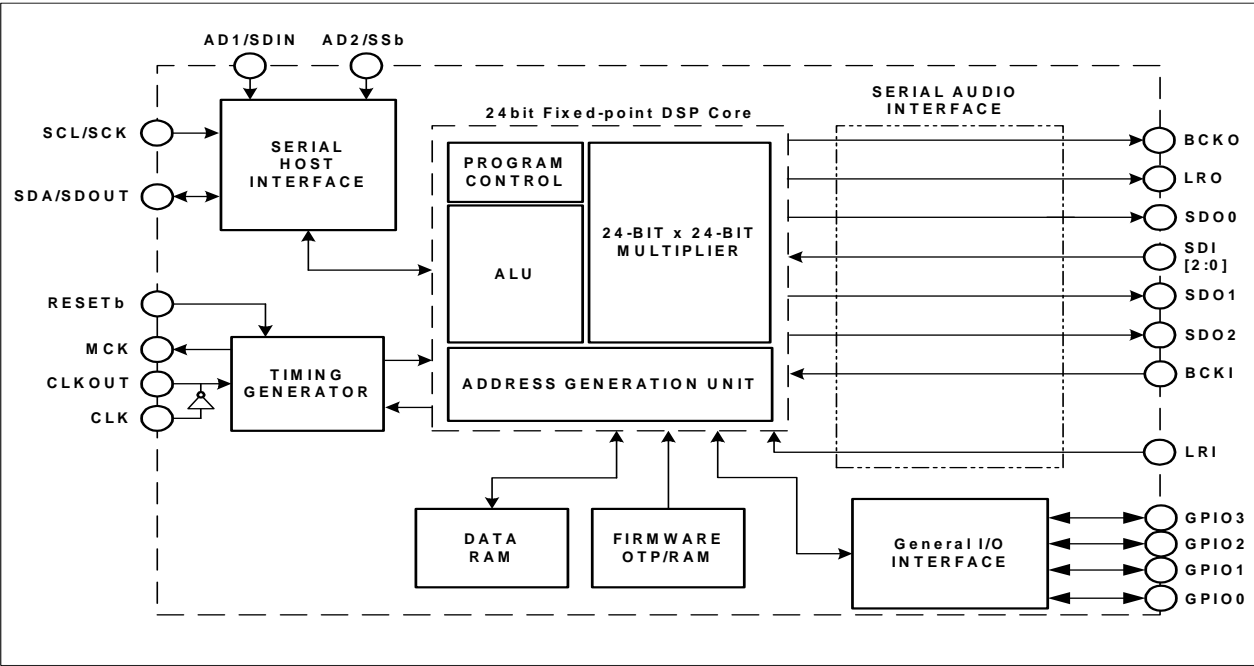 AD1/SDIN
AD2/SSb
SERIAL AUDIO
INTERFACE
24bit Fixed-point DSP Core
SCL/SCK
SERIAL
HOST
INTERFACE
SDA/SDOUT
PROGRAM
CONTROL
24-BIT x 24-BIT
MULTIPLIER
ALU
ADDRESS GENERATION UNIT
BCKO
LRO
SDO0
SDI
[2:0]
SDO1
SDO2
BCKI
LRI
RESETb
MCK
CLKOUT
CLK
TIMING
GENERATOR
DATA
RAM
FIRMWARE
OTP/RAM
General I/O
INTERFACE
GPIO3
GPIO2
GPIO1
GPIO0